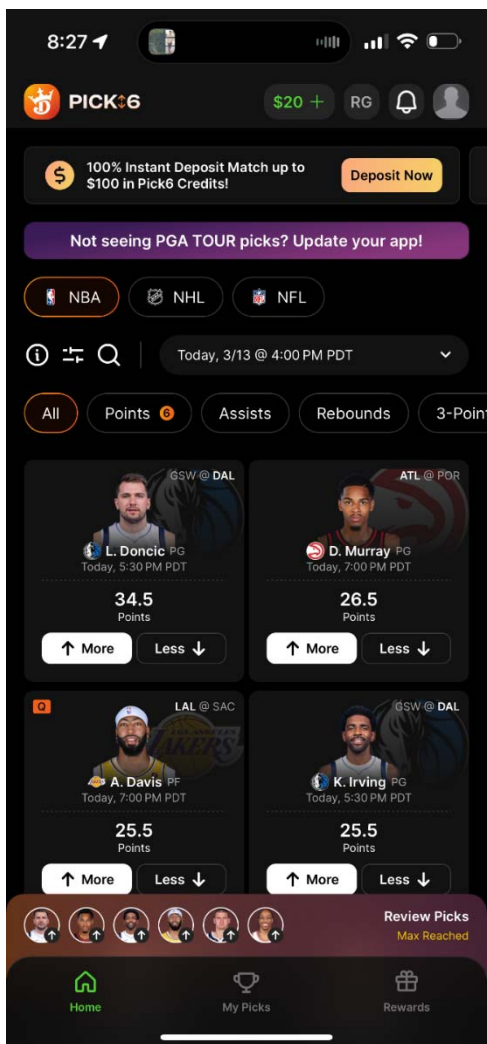 8:27
PICK6
$20 +
RG
100% Instant Deposit Match up to
$100 in Pick6 Credits!
Deposit Now
Not seeing PGA TOUR picks? Update your app!
NBA
NHL
NFL
Today, 3/13 @ 4:00 PM PDT
All
Points 6
Assists
Rebounds
3-Poin
GSW @ DAL
L. Doncic PG
Today, 5:30 PM PDT
34.5
Points
More
Less
ATL @ POR
D. Murray PG
Today, 7:00 PM PDT
26.5
Points
More
Less
Q
LAL @ SAC
LOS ANGELES
LAKERS
A. Davis PF
Today, 7:00 PM PDT
25.5
Points
More
Less
GSW @ DAL
K. Irving PG
Today, 5:30 PM PDT
25.5
Points
More
Less
Review Picks
Max Reached
Home
My Picks
Rewards